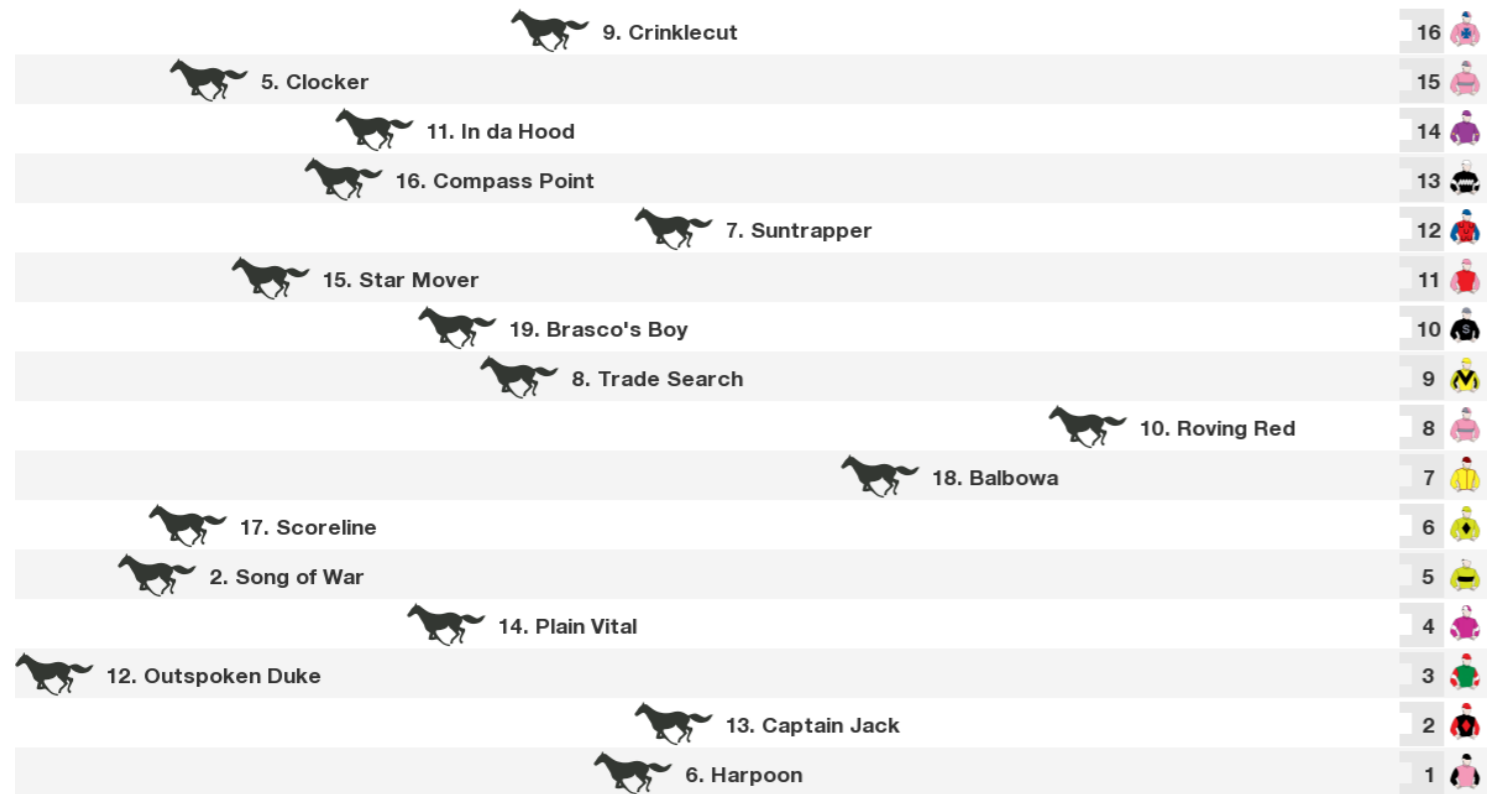 9. Crinklecut 16
5. Clocker 15
11. In da Hood 14
16. Compass Point 13
7. Suntrapper 12
15. Star Mover 11
19. Brasco's Boy 10
S
8. Trade Search 9
10. Roving Red 8
18. Balbowa 7
17. Scoreline 6
2. Song of War 5
14. Plain Vital 4
12. Outspoken Duke 3
13. Captain Jack 2
6. Harpoon 1